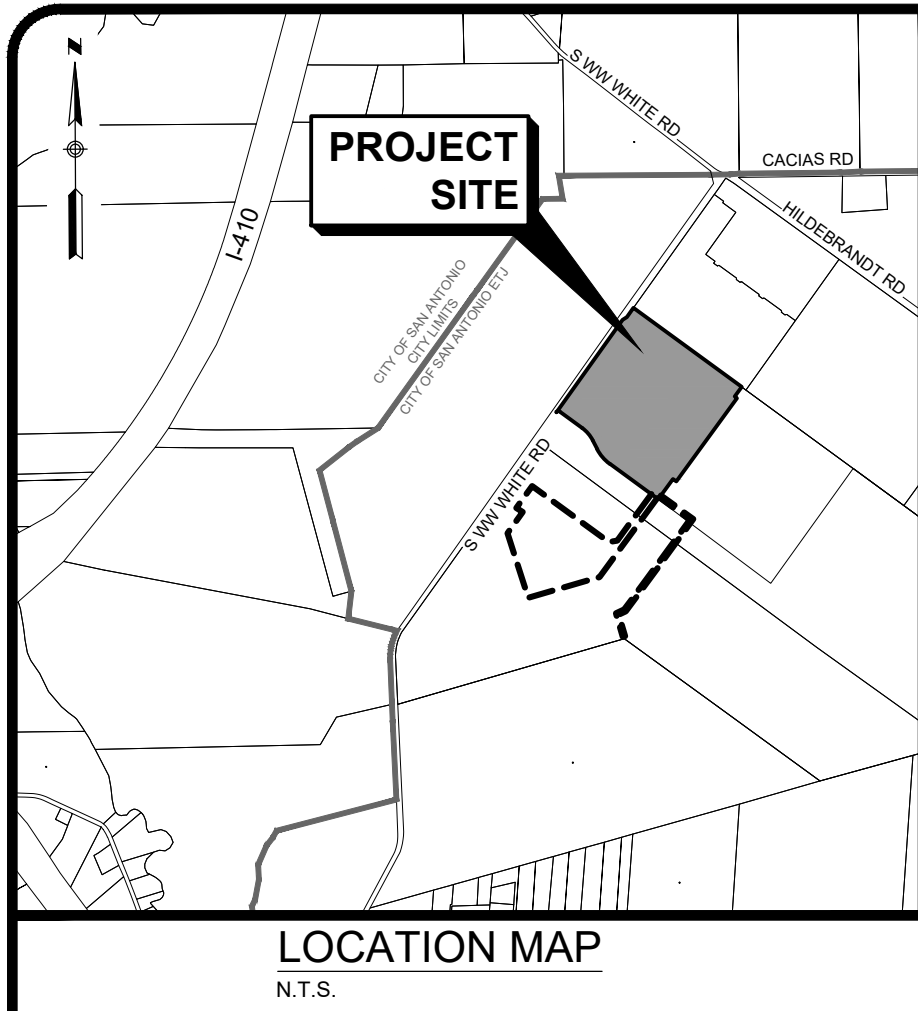 N
S WW WHITE RD
PROJECT
SITE
CACIAS RD
HILDEBRANDT RD
I-410
CITY OF SAN ANTONIO
CITY LIMITS
CITY OF SAN ANTONIO ETJ
S WW WHITE RD
LOCATION MAP
N.T.S.